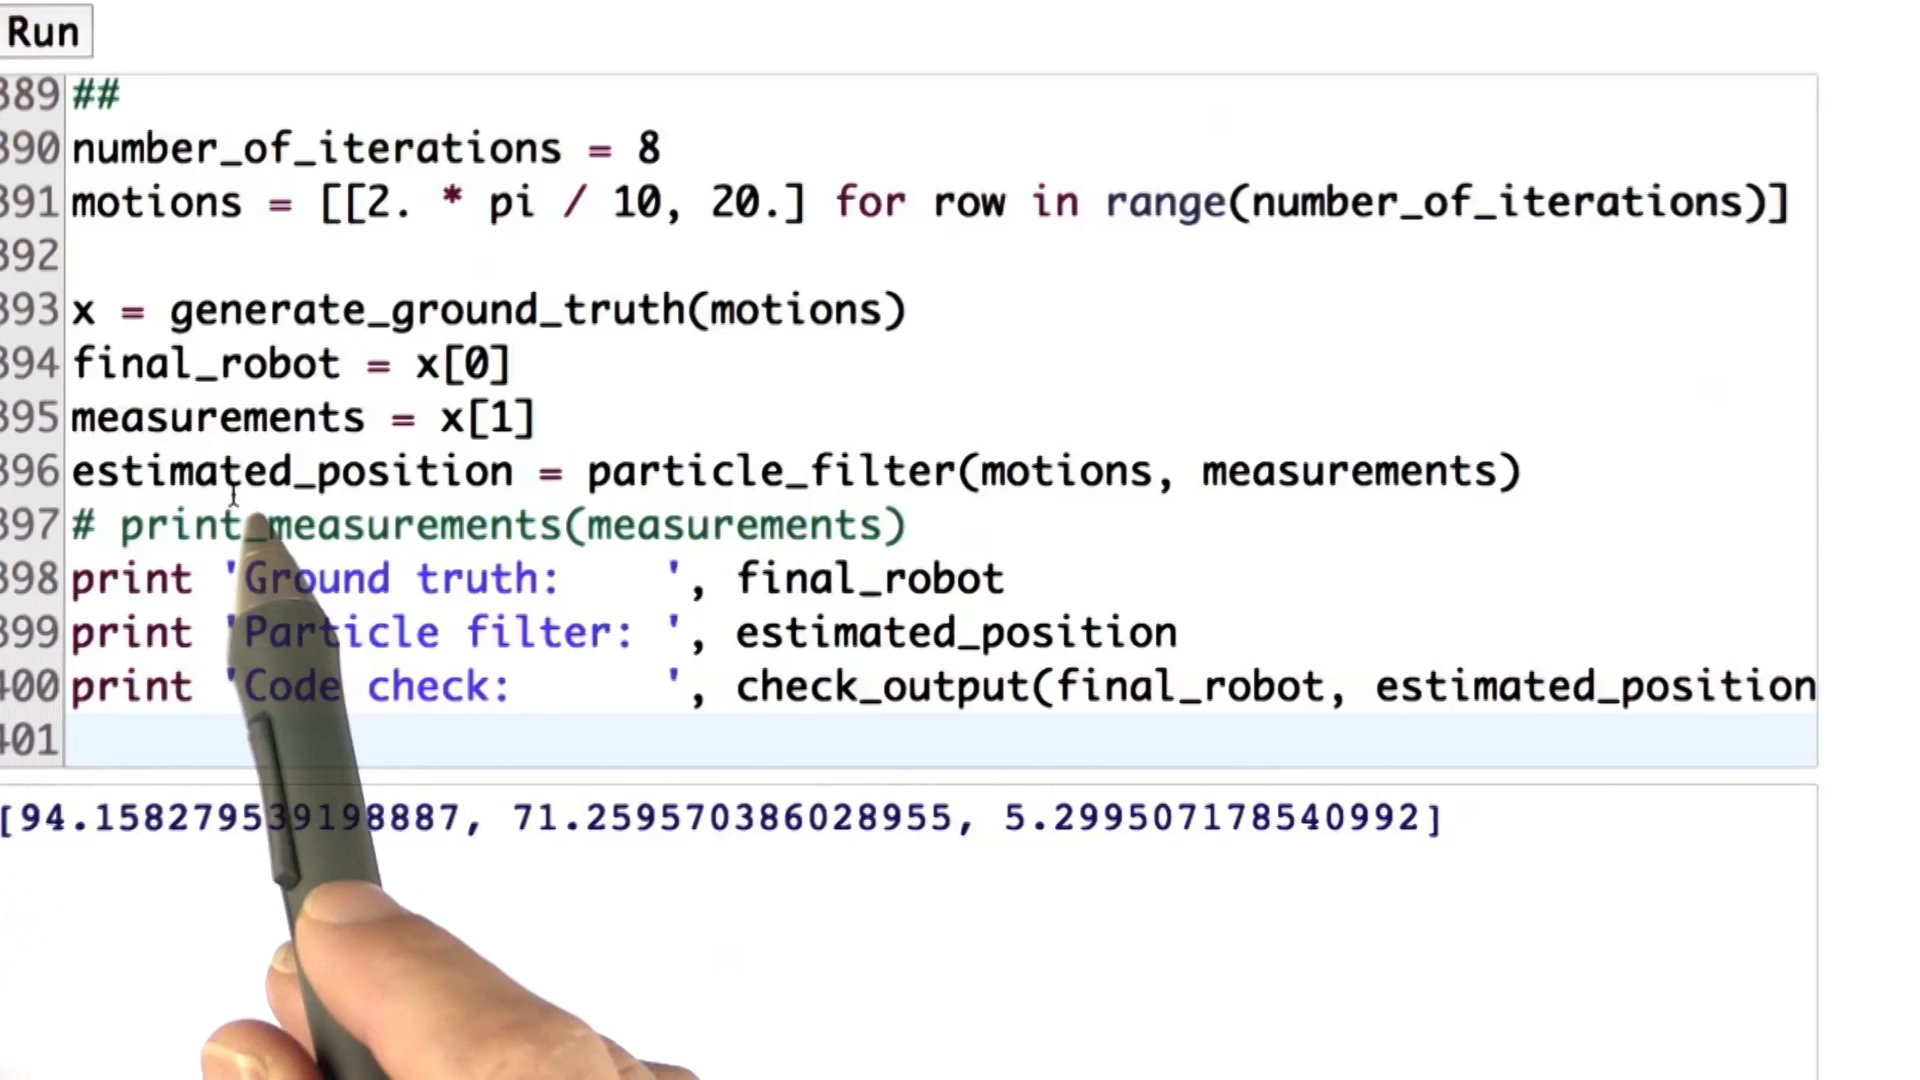 Run
389 ##
390 number_of_iterations = 8
391 motions = [[2. * pi / 10, 20.] for row in range(number_of_iterations)]
392
393 x = generate_ground_truth(motions)
394 final_robot = x[0]
395 measurements = x[1]
396 estimated_position = particle_filter(motions, measurements)
397 # print_measurements(measurements)
398 print 'Ground truth:    ', final_robot
399 print 'Particle filter: ', estimated_position
400 print 'Code check:      ', check_output(final_robot, estimated_position
401
[94.158279539198887, 71.259570386028955, 5.299507178540992]